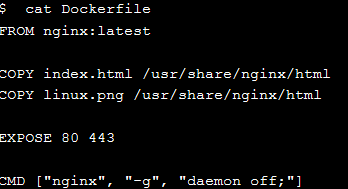 $  cat Dockerfile
FROM nginx:latest
COPY index.html /usr/share/nginx/html
COPY linux.png /usr/share/nginx/html
EXPOSE 80 443
CMD ["nginx", "-g", "daemon off;"]